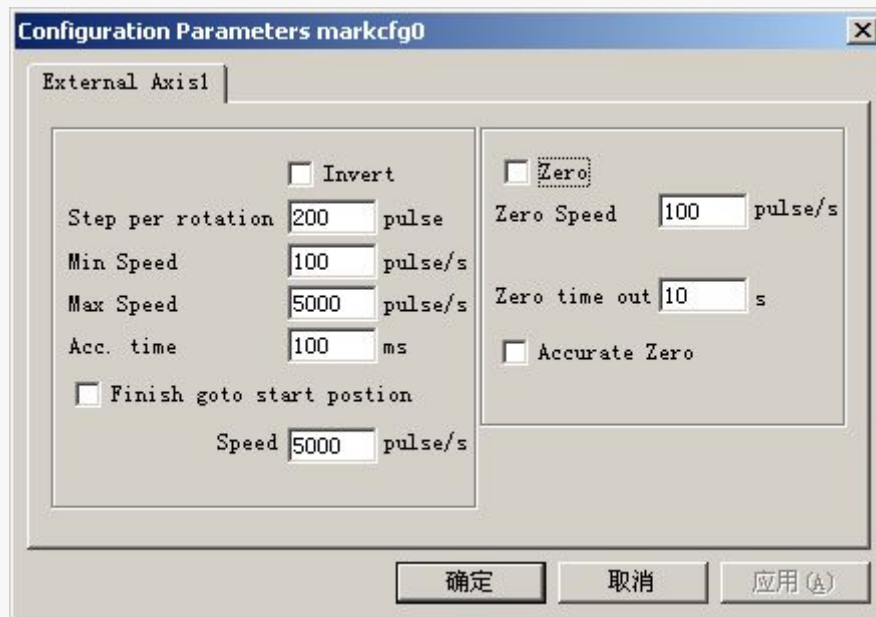 Configuration Parameters markcfg0
External Axis1
Invert
Step per rotation 200 pulse
Min Speed 100 pulse/s
Max Speed 5000 pulse/s
Acc. time 100 ms
Finish goto start postion
Speed 5000 pulse/s
Zero
Zero Speed 100 pulse/s
Zero time out 10 s
Accurate Zero
确定 取消 应用(A)